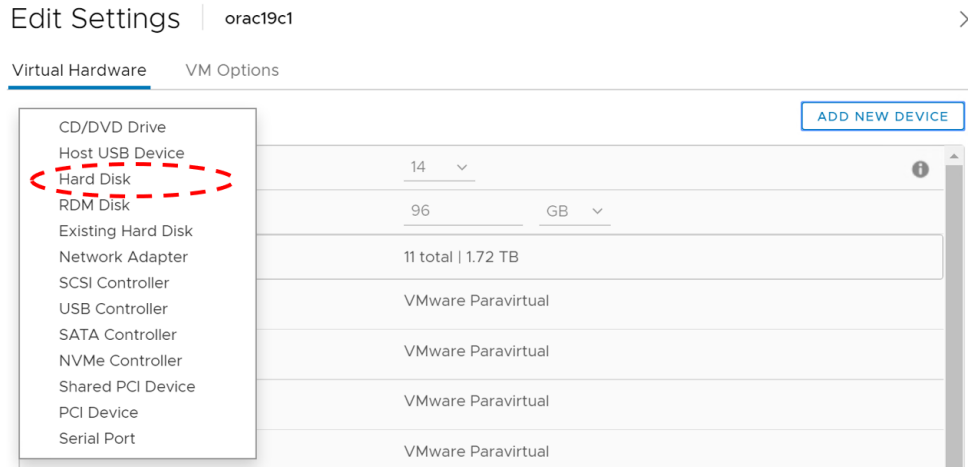 Edit Settings orac19c1
Virtual Hardware VM Options
ADD NEW DEVICE
CD/DVD Drive
Host USB Device
Hard Disk
RDM Disk
Existing Hard Disk
Network Adapter
SCSI Controller
USB Controller
SATA Controller
NVMe Controller
Shared PCI Device
PCI Device
Serial Port
14
96 GB
11 total | 1.72 TB
VMware Paravirtual
VMware Paravirtual
VMware Paravirtual
VMware Paravirtual